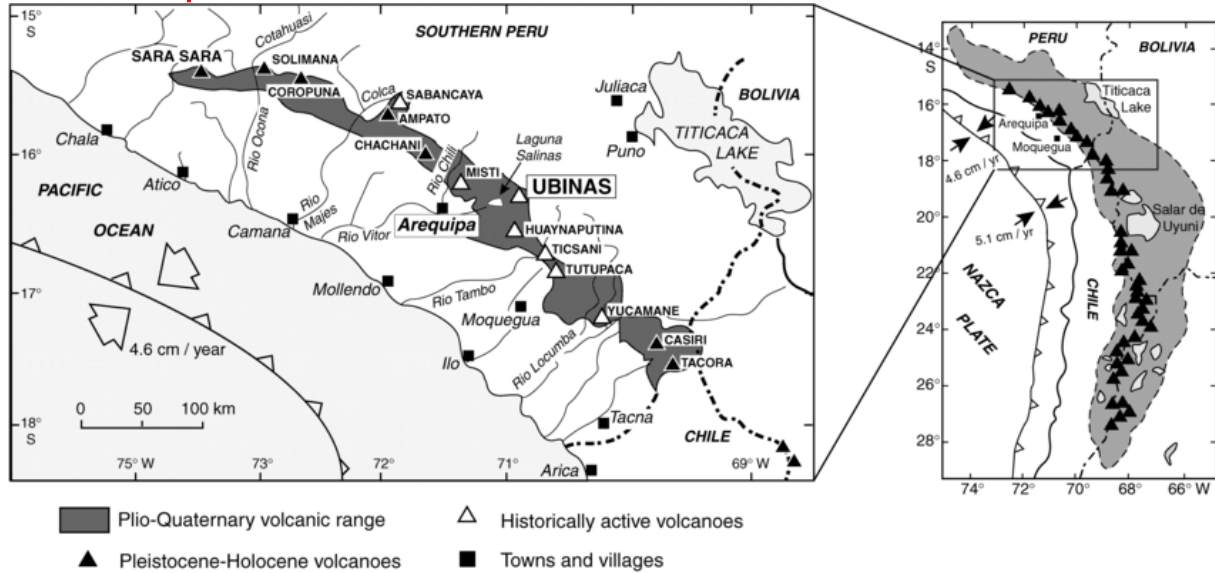 15°
S
SARA SARA
Cotahuasi
SOLIMANA
COROPUNA
SOUTHERN PERU
Colca
SABANCAYA
AMPATO
CHACHANI
Juliaca
Puno
TITICACA
LAKE
BOLIVIA
Chala
Rio Ocona
16°
Atico
PACIFIC
OCEAN
Rio
Majes
Camana
Rio Chili
MISTI
Laguna
Salinas
UBINAS
Arequipa
Rio Vitor
HUAYNAPUTINA
TICSANI
TUTUPACA
Mollendo
17°
Rio Tambo
Moquegua
YUCAMANE
4.6 cm / year
Ilo
Rio Locumba
CASIRI
TACORA
0 50 100 km
18°
S
Tacna
CHILE
Arica
75° W
73°
72°
71°
69° W
14°
S
PERU
BOLIVIA
Titicaca
Lake
16°
Arequipa
Moquegua
18°
4.6 cm / yr
20°
5.1 cm / yr
Salar de
Uyuni
22°
NAZCA
PLATE
CHILE
24°
26°
28°
74°
72°
70°
68°
66° W
Plio-Quaternary volcanic range
Historically active volcanoes
Pleistocene-Holocene volcanoes
Towns and villages